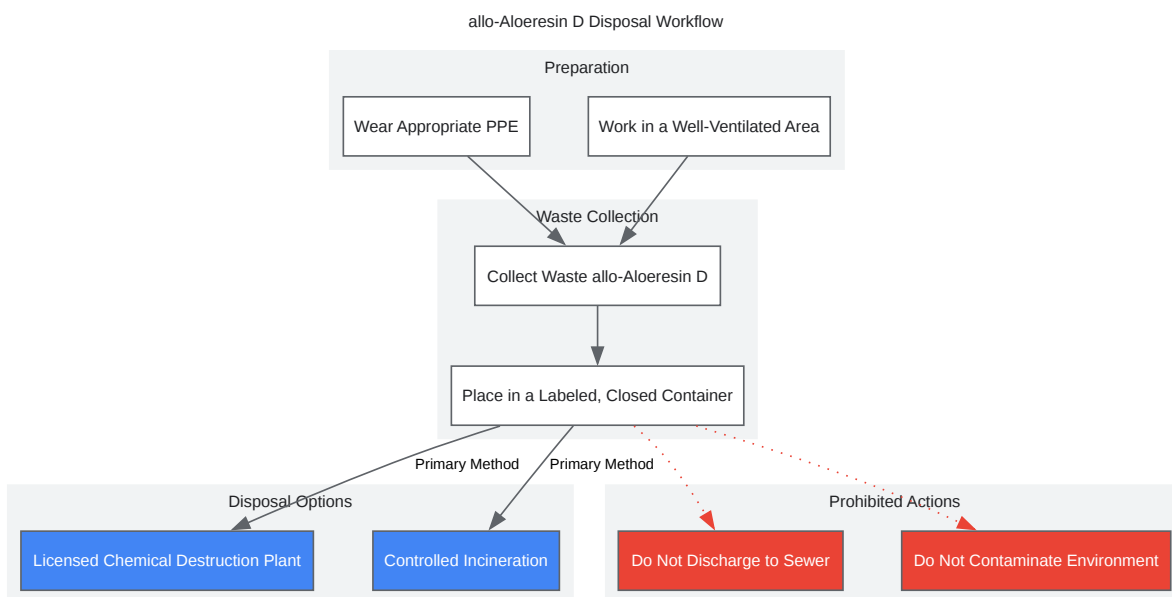 allo-Aloeresin D Disposal Workflow
Preparation
Wear Appropriate PPE
Work in a Well-Ventilated Area
Waste Collection
Collect Waste allo-Aloeresin D
Place in a Labeled, Closed Container
Primary Method
Primary Method
Disposal Options
Prohibited Actions
Licensed Chemical Destruction Plant
Controlled Incineration
Do Not Discharge to Sewer
Do Not Contaminate Environment